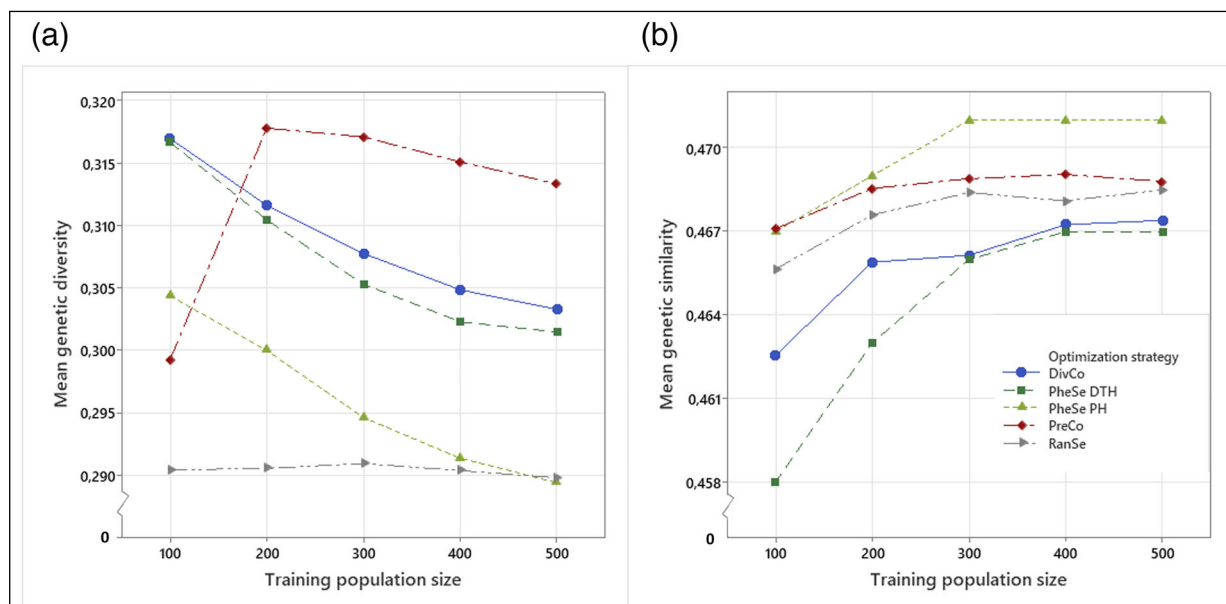 (a)
(b)
Mean genetic diversity
0,320
0,315
0,310
0,305
0,300
0,295
0,290
0
100 200 300 400 500
Training population size
Mean genetic similarity
0,470
0,467
0,464
0,461
0,458
0
100 200 300 400 500
Training population size
Optimization strategy
DivCo
PheSe DTH
PheSe PH
PreCo
RanSe